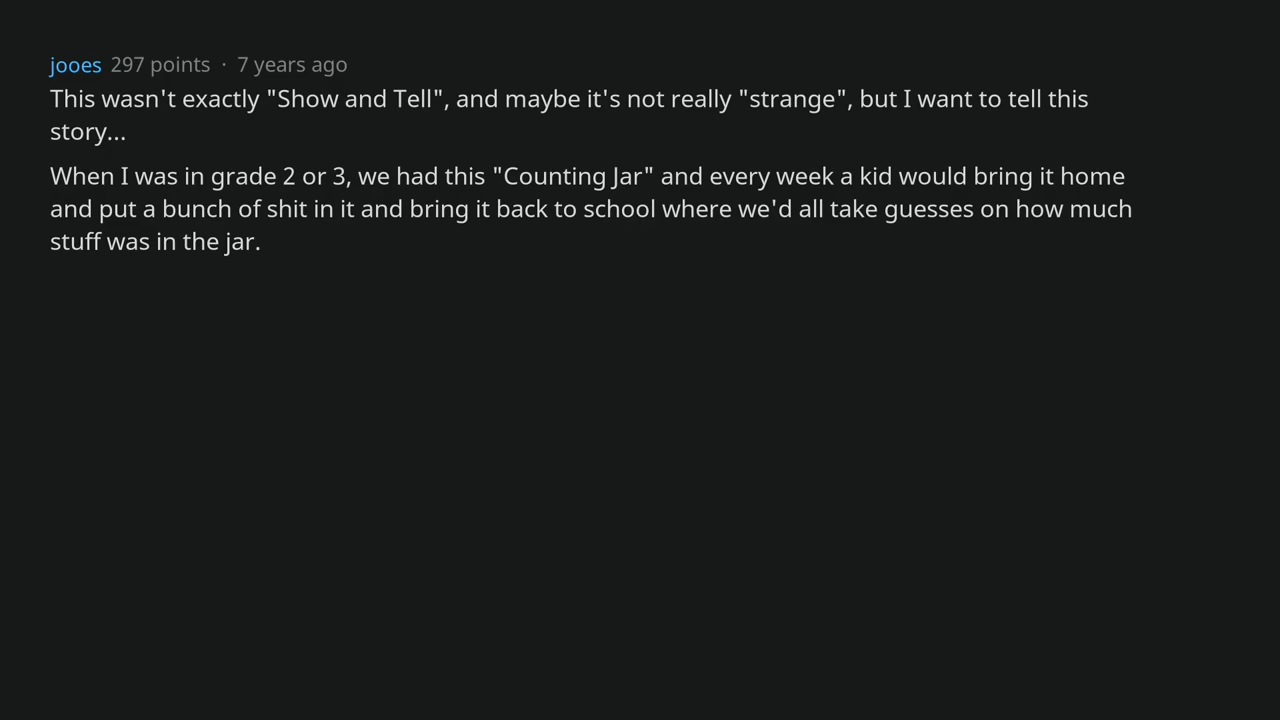 jooes 297 points · 7 years ago
This wasn't exactly "Show and Tell", and maybe it's not really "strange", but I want to tell this
story...
When I was in grade 2 or 3, we had this "Counting Jar" and every week a kid would bring it home
and put a bunch of shit in it and bring it back to school where we'd all take guesses on how much
stuff was in the jar.